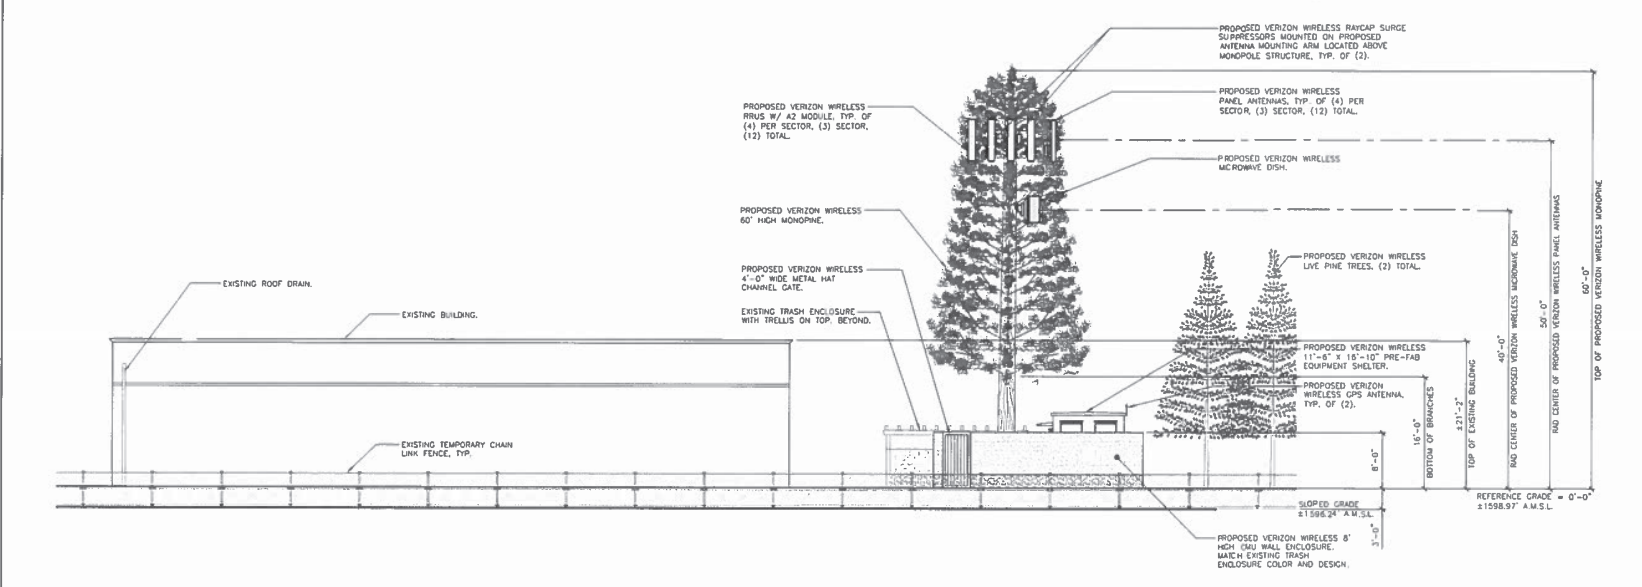 PROPOSED VERIZON WIRELESS RAYCAP SURGE
SUPPRESSORS MOUNTED ON PROPOSED
ANTENNA MOUNTING ARM LOCATED ABOVE
MONOPOLE STRUCTURE, TYP. OF (2).
PROPOSED VERIZON WIRELESS
RRUS W/ A2 MODULE, TYP. OF
(4) PER SECTOR, (3) SECTOR,
(12) TOTAL.
PROPOSED VERIZON WIRELESS
PANEL ANTENNAS, TYP. OF (4) PER
SECTOR, (3) SECTOR, (12) TOTAL.
PROPOSED VERIZON WIRELESS
MICROWAVE DISH.
PROPOSED VERIZON WIRELESS
60' HIGH MONOPINE.
PROPOSED VERIZON WIRELESS
LIVE PINE TREES, (2) TOTAL.
PROPOSED VERIZON WIRELESS
4'-0" WIDE METAL HAT
CHANNEL GATE.
EXISTING ROOF DRAIN.
EXISTING BUILDING.
EXISTING TRASH ENCLOSURE
WITH TRELLIS ON TOP. BEYOND.
PROPOSED VERIZON WIRELESS
11'-6" X 16'-10" PRE-FAB
EQUIPMENT SHELTER.
PROPOSED VERIZON
WIRELESS GPS ANTENNA,
TYP. OF (2).
EXISTING TEMPORARY CHAIN
LINK FENCE, TYP.
8'-0"
16'-0"
BOTTOM OF BRANCHES
±21'-2"
TOP OF EXISTING BUILDING
40'-0"
RAD CENTER OF PROPOSED VERIZON WIRELESS MICROWAVE DISH
50'-0"
RAD CENTER OF PROPOSED VERIZON WIRELESS PANEL ANTENNAS
60'-0"
TOP OF PROPOSED VERIZON WIRELESS MONOPINE
REFERENCE GRADE = 0'-0"
±1598.97' A.M.S.L.
SLOPED GRADE
±1596.24' A.M.S.L.
3'-0"
PROPOSED VERIZON WIRELESS 8'
HIGH CMU WALL ENCLOSURE.
MATCH EXISTING TRASH
ENCLOSURE COLOR AND DESIGN.